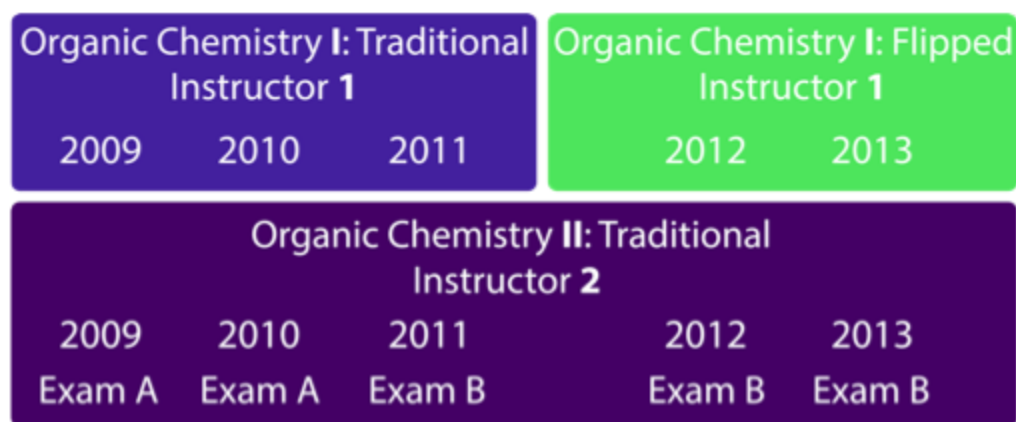 Organic Chemistry I: Traditional
Instructor 1
2009 2010 2011
Organic Chemistry I: Flipped
Instructor 1
2012 2013
Organic Chemistry II: Traditional
Instructor 2
2009 2010 2011 2012 2013
Exam A Exam A Exam B Exam B Exam B